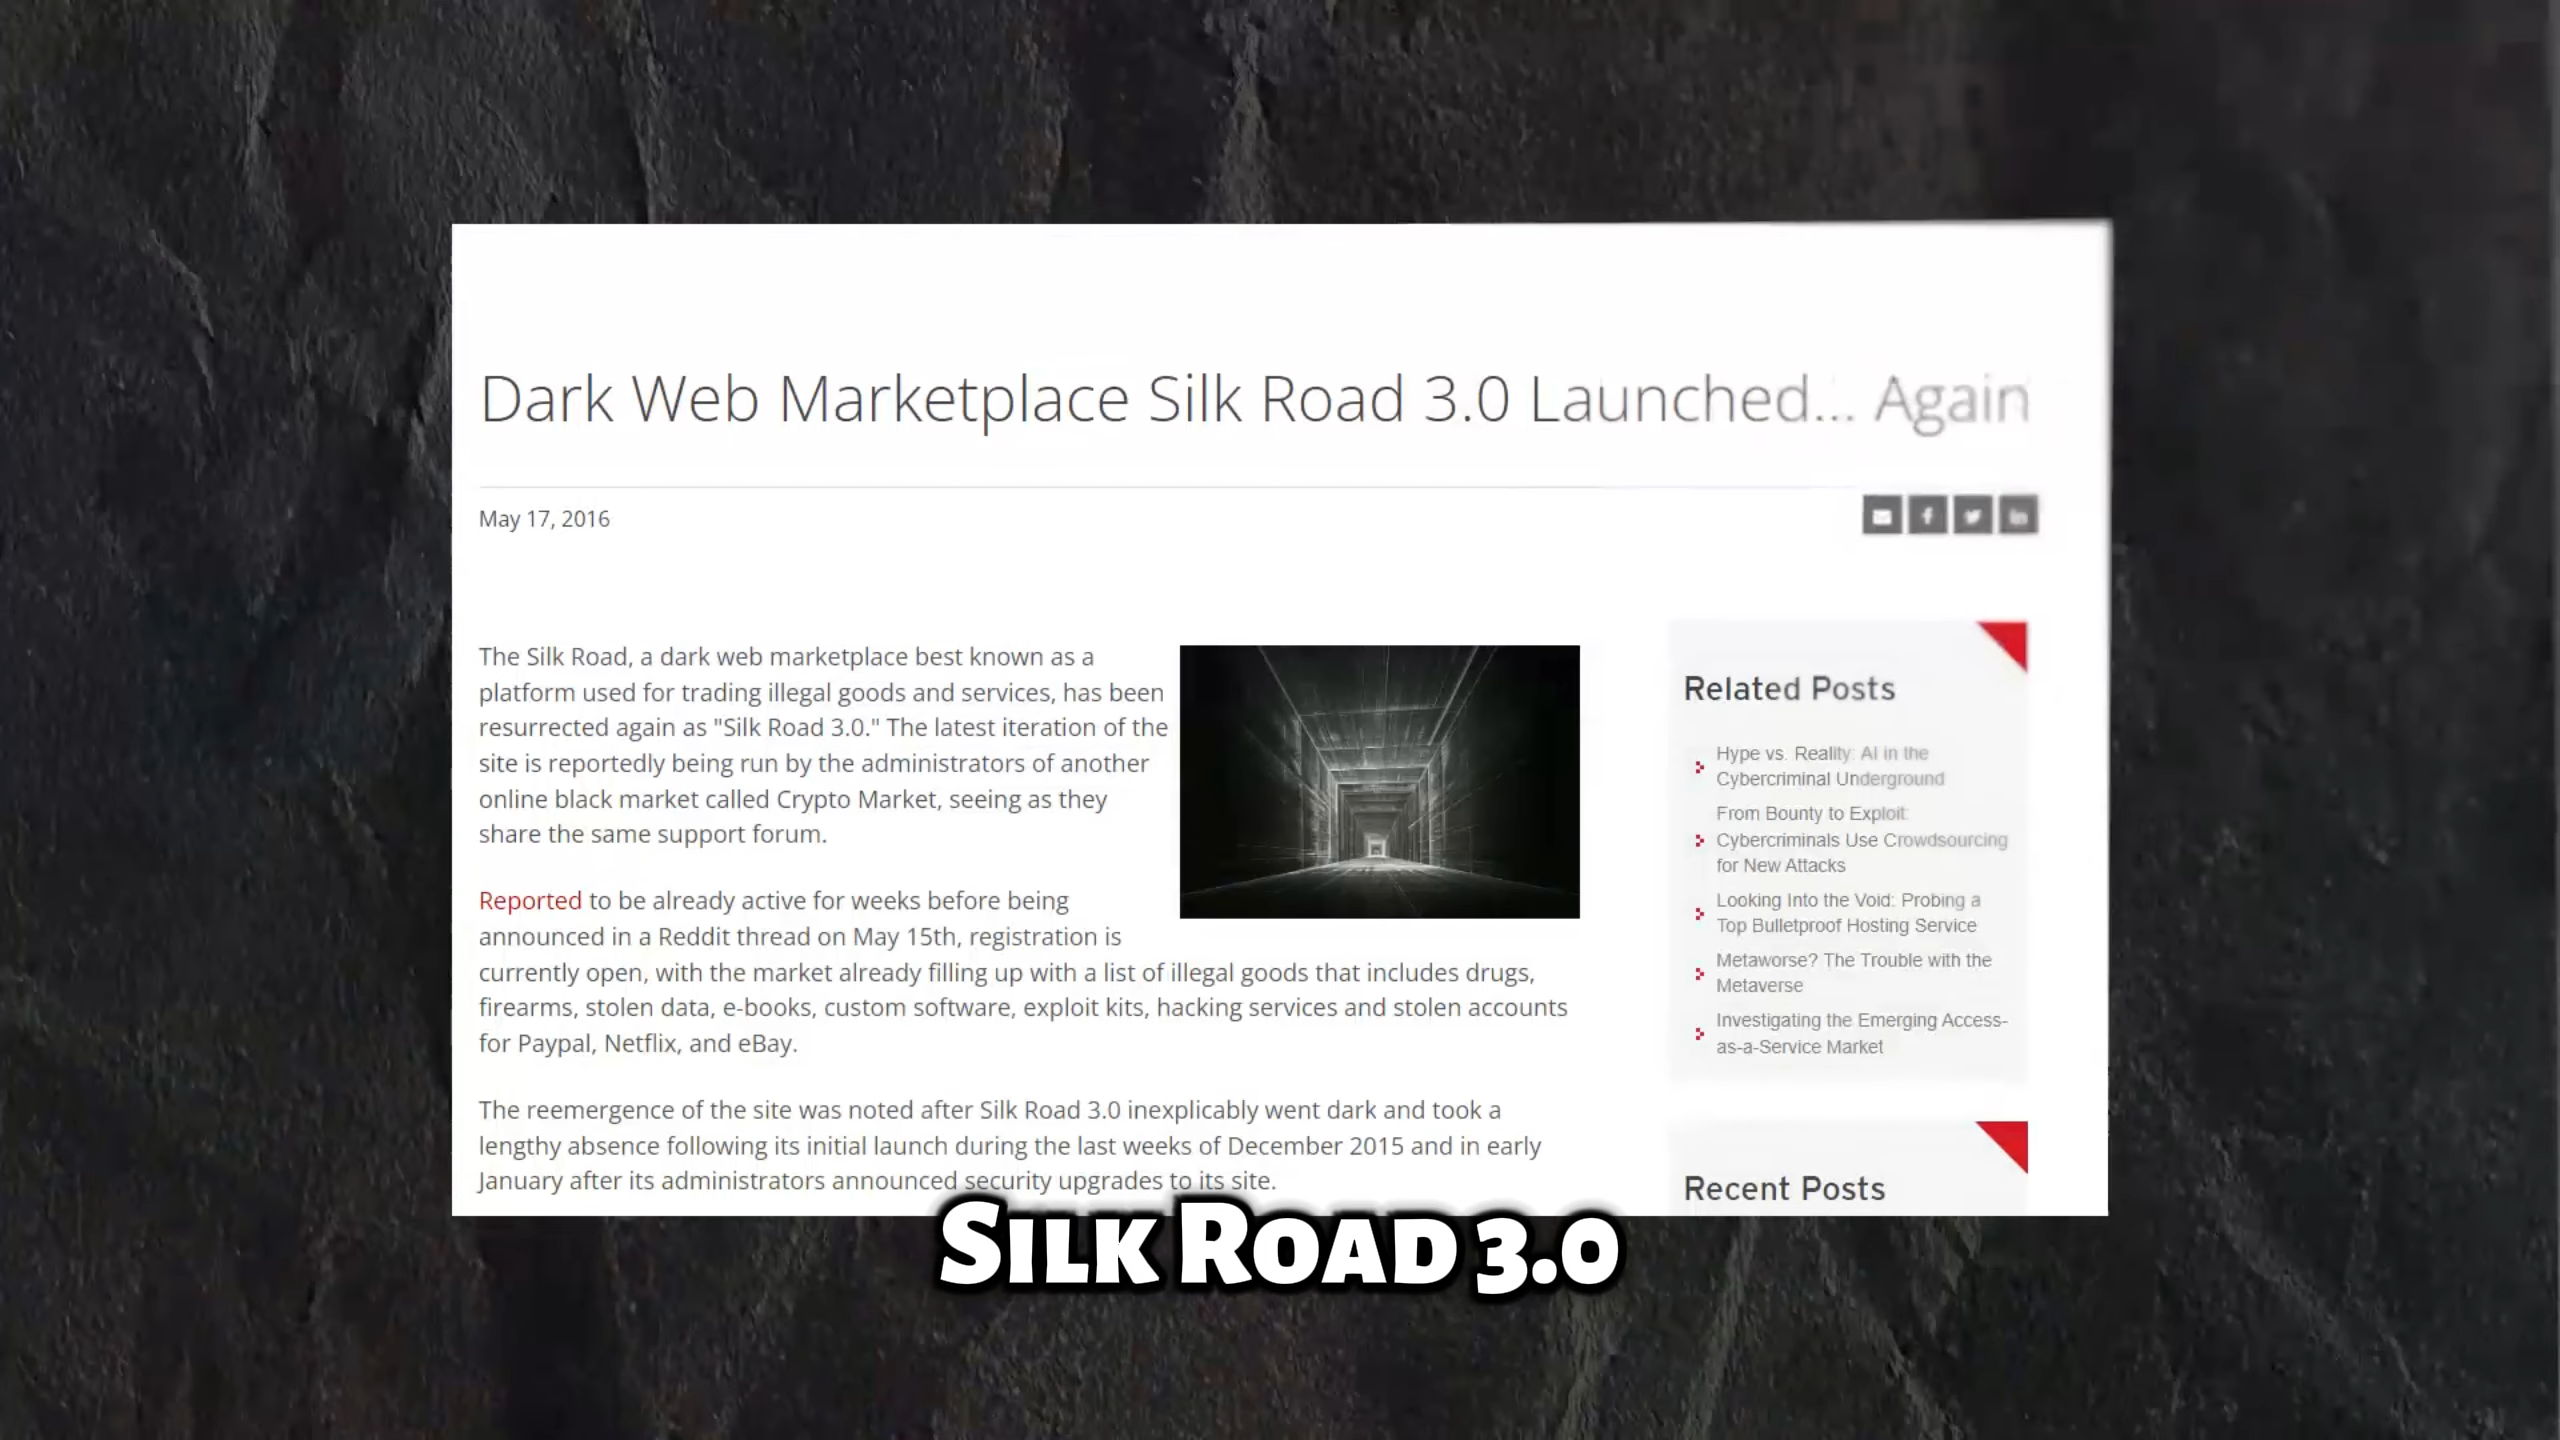 Dark Web Marketplace Silk Road 3.0 Launched... Again
May 17, 2016
The Silk Road, a dark web marketplace best known as a
platform used for trading illegal goods and services, has been
resurrected again as "Silk Road 3.0." The latest iteration of the
site is reportedly being run by the administrators of another
online black market called Crypto Market, seeing as they
share the same support forum.
Reported to be already active for weeks before being
announced in a Reddit thread on May 15th, registration is
currently open, with the market already filling up with a list of illegal goods that includes drugs,
firearms, stolen data, e-books, custom software, exploit kits, hacking services and stolen accounts
for Paypal, Netflix, and eBay.
The reemergence of the site was noted after Silk Road 3.0 inexplicably went dark and took a
lengthy absence following its initial launch during the last weeks of December 2015 and in early
January after its administrators announced security upgrades to its site.
Related Posts
Hype vs. Reality: AI in the
Cybercriminal Underground
From Bounty to Exploit:
Cybercriminals Use Crowdsourcing
for New Attacks
Looking Into the Void: Probing a
Top Bulletproof Hosting Service
Metaworse? The Trouble with the
Metaverse
Investigating the Emerging Access-
as-a-Service Market
Recent Posts
Silk Road 3.0